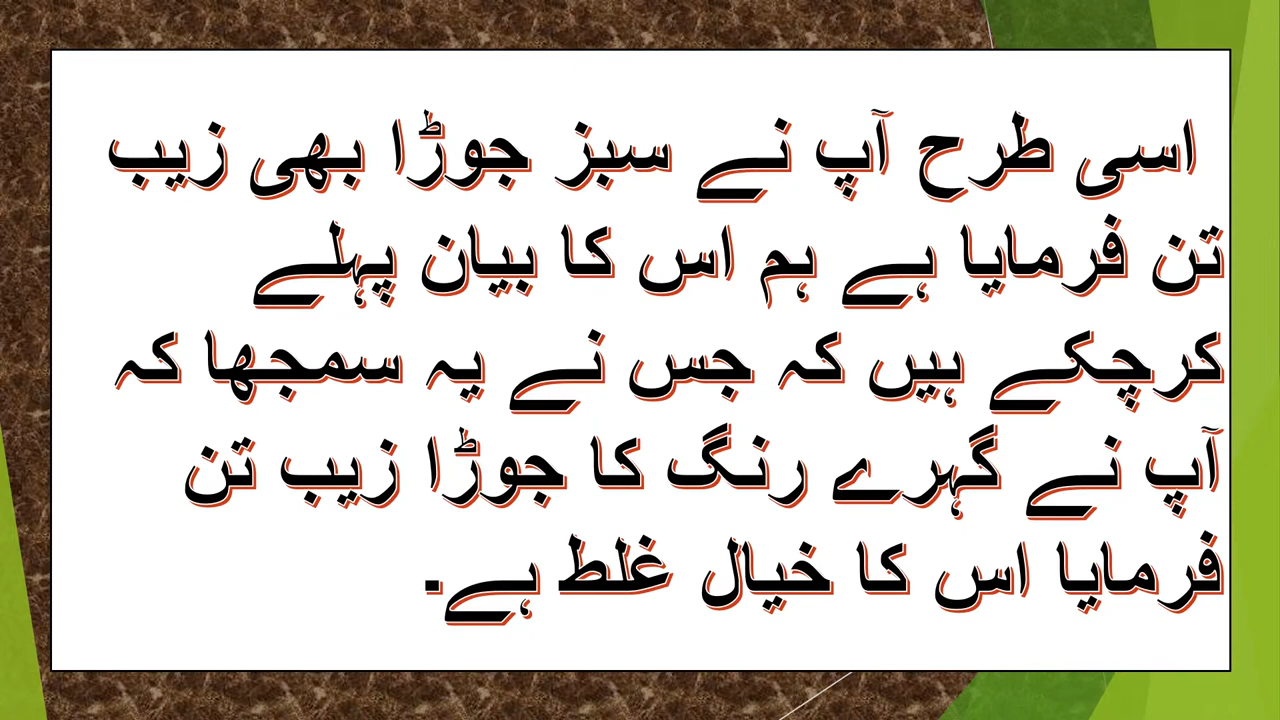 اسی طرح آپ نے سبز جوڑا بھی زیب
تن فرمایا ہے ہم اس کا بیان پہلے
کرچکے ہیں کہ جس نے یہ سمجھا کہ
آپ نے گہرے رنگ کا جوڑا زیب تن
فرمایا اس کا خیال غلط ہے۔